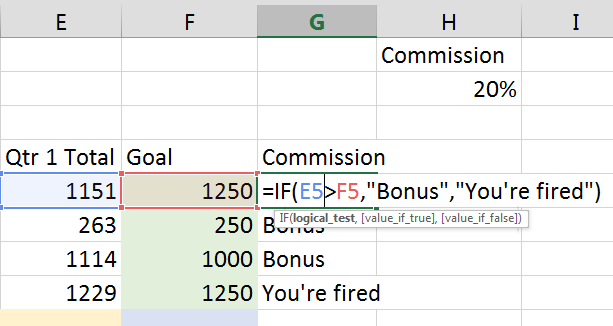 E F G H I
Commission
20%
Qtr 1 Total Goal Commission
1151 1250 =IF(E5>F5,"Bonus","You're fired")
IF(logical_test, [value_if_true], [value_if_false])
263 250 Bonus
1114 1000 Bonus
1229 1250 You're fired